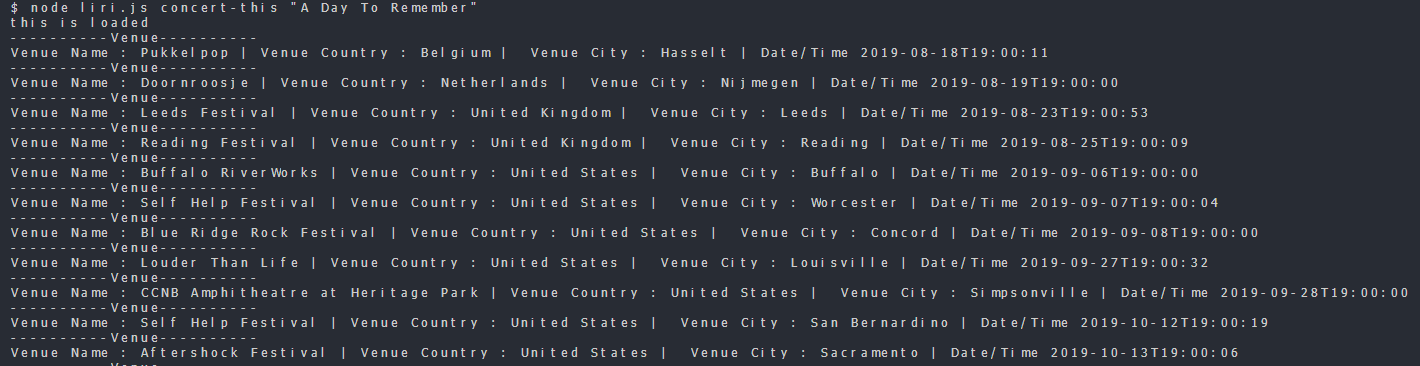 $ node liri.js concert-this "A Day To Remember"
this is loaded
----------Venue----------
Venue Name : Pukkelpop | Venue Country : Belgium |  Venue City : Hasselt | Date/Time 2019-08-18T19:00:11
----------Venue----------
Venue Name : Doornroosje | Venue Country : Netherlands |  Venue City : Nijmegen | Date/Time 2019-08-19T19:00:00
----------Venue----------
Venue Name : Leeds Festival | Venue Country : United Kingdom |  Venue City : Leeds | Date/Time 2019-08-23T19:00:53
----------Venue----------
Venue Name : Reading Festival | Venue Country : United Kingdom |  Venue City : Reading | Date/Time 2019-08-25T19:00:09
----------Venue----------
Venue Name : Buffalo RiverWorks | Venue Country : United States |  Venue City : Buffalo | Date/Time 2019-09-06T19:00:00
----------Venue----------
Venue Name : Self Help Festival | Venue Country : United States |  Venue City : Worcester | Date/Time 2019-09-07T19:00:04
----------Venue----------
Venue Name : Blue Ridge Rock Festival | Venue Country : United States |  Venue City : Concord | Date/Time 2019-09-08T19:00:00
----------Venue----------
Venue Name : Louder Than Life | Venue Country : United States |  Venue City : Louisville | Date/Time 2019-09-27T19:00:32
----------Venue----------
Venue Name : CCNB Amphitheatre at Heritage Park | Venue Country : United States |  Venue City : Simpsonville | Date/Time 2019-09-28T19:00:00
----------Venue----------
Venue Name : Self Help Festival | Venue Country : United States |  Venue City : San Bernardino | Date/Time 2019-10-12T19:00:19
----------Venue----------
Venue Name : Aftershock Festival | Venue Country : United States |  Venue City : Sacramento | Date/Time 2019-10-13T19:00:06
----------Venue----------